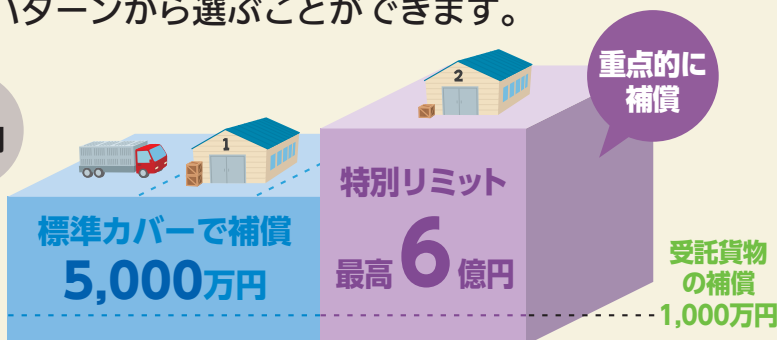 パターンから選ぶことができます。
重点的に
補償
2
1
特別リミット
最高6億円
標準カバーで補償
5,000万円
受託貨物
の補償
1,000万円